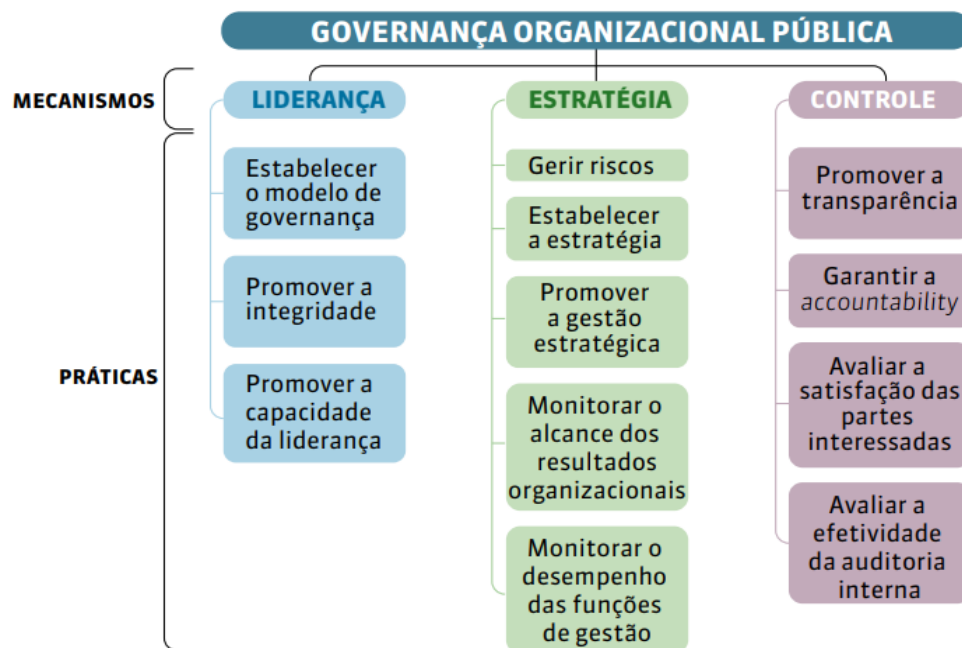 GOVERNANÇA ORGANIZACIONAL PÚBLICA
MECANISMOS
LIDERANÇA
ESTRATÉGIA
CONTROLE
PRÁTICAS
Estabelecer
o modelo de
governança
Promover a
integridade
Promover a
capacidade
da liderança
Gerir riscos
Estabelecer
a estratégia
Promover
a gestão
estratégica
Monitorar o
alcance dos
resultados
organizacionais
Monitorar o
desempenho
das funções
de gestão
Promover a
transparência
Garantir a
accountability
Avaliar a
satisfação das
partes
interessadas
Avaliar a
efetividade
da auditoria
interna